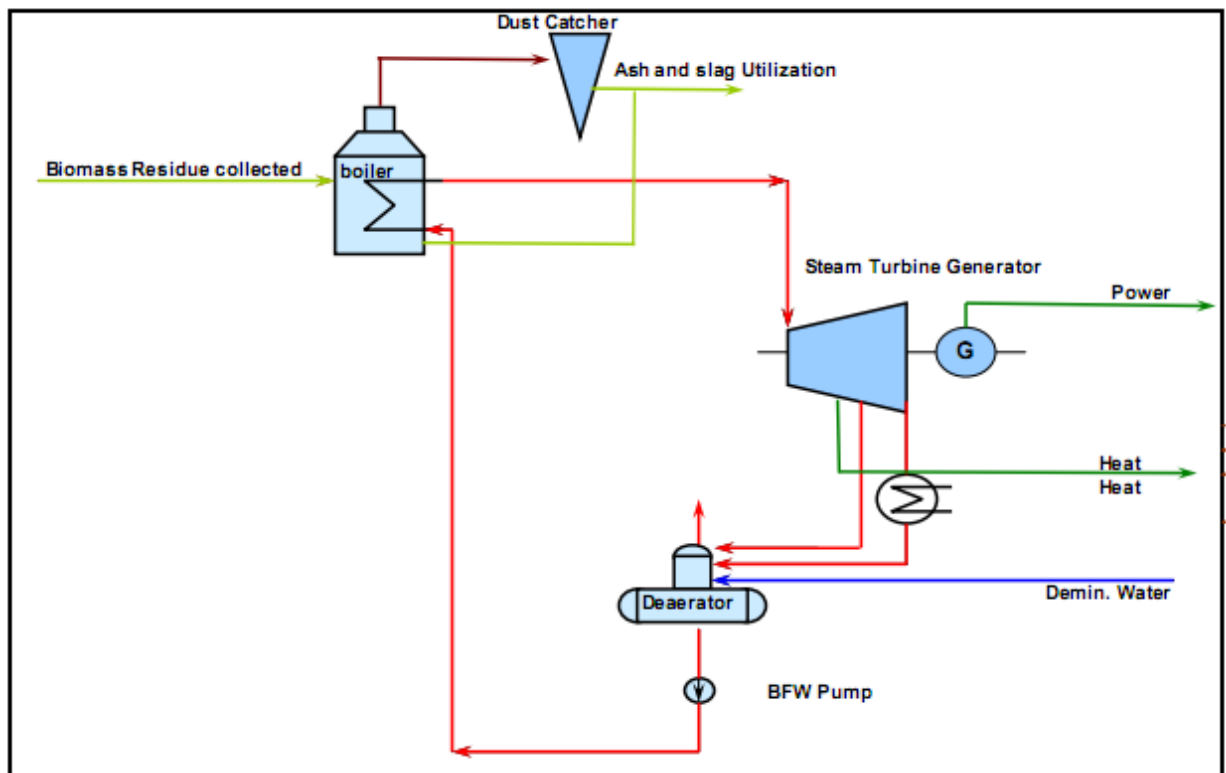 Dust Catcher
Ash and slag Utilization
Biomass Residue collected
boiler
Steam Turbine Generator
Power
G
Heat
Heat
Demin. Water
Deaerator
BFW Pump